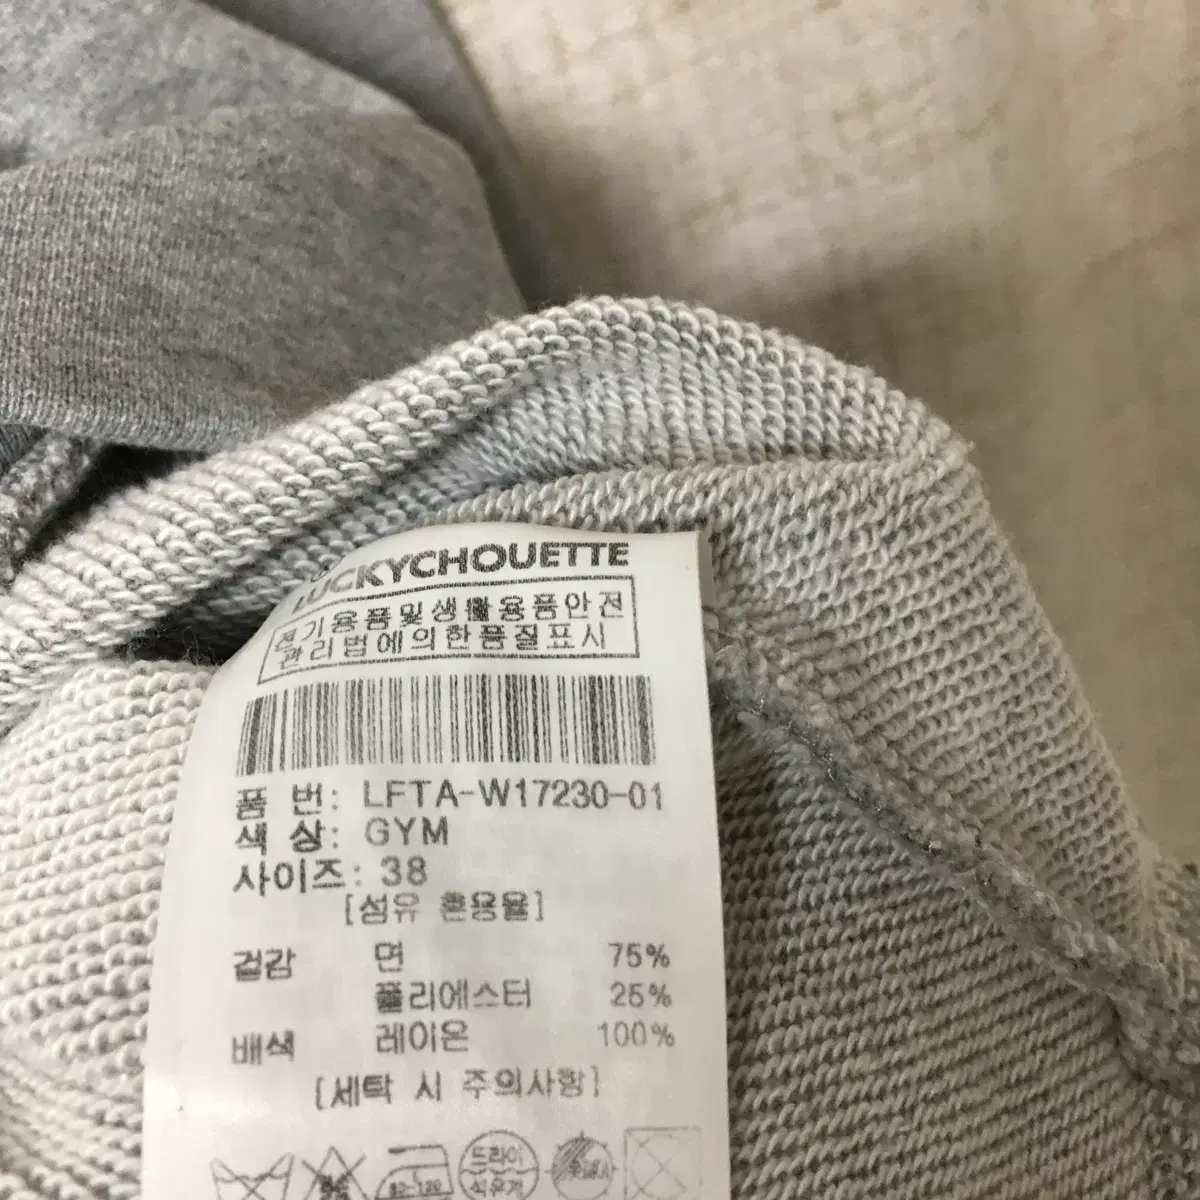 LUCKYCHOUETTE
전기용품및생활용품안전
관리법에의한품질표시
품 번: LFTA-W17230-01
색 상: GYM
사이즈: 38
[섬유 혼용율]
겉감 면 75%
폴리에스터 25%
배색 레이온 100%
[세탁 시 주의사항]
드라이
석유계